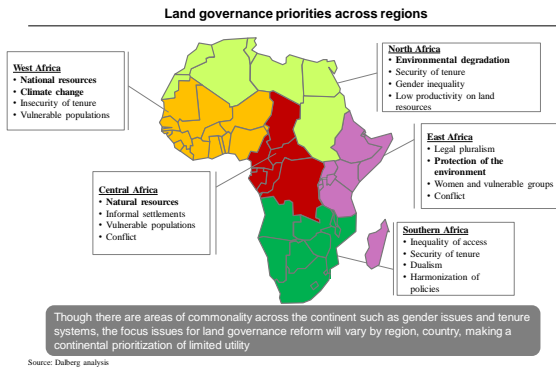 Land governance priorities across regions
West Africa
• National resources
• Climate change
• Insecurity of tenure
• Vulnerable populations
North Africa
• Environmental degradation
• Security of tenure
• Gender inequality
• Low productivity on land
resources
East Africa
• Legal pluralism
• Protection of the
environment
• Women and vulnerable groups
• Conflict
Central Africa
• Natural resources
• Informal settlements
• Vulnerable populations
• Conflict
Southern Africa
• Inequality of access
• Security of tenure
• Dualism
• Harmonization of
policies
Though there are areas of commonality across the continent such as gender issues and tenure
systems, the focus issues for land governance reform will vary by region, country, making a
continental prioritization of limited utility
Source: Dalberg analysis